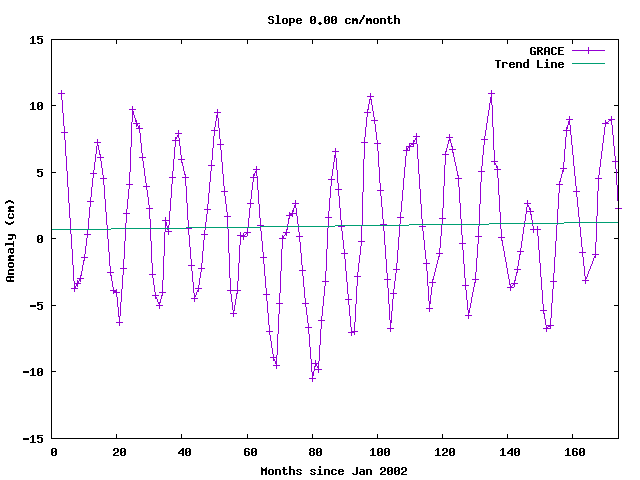 Slope 0.00 cm/month
15
GRACE
Trend Line
10
5
0
-5
-10
-15
Anomaly (cm)
0 20 40 60 80 100 120 140 160
Months since Jan 2002